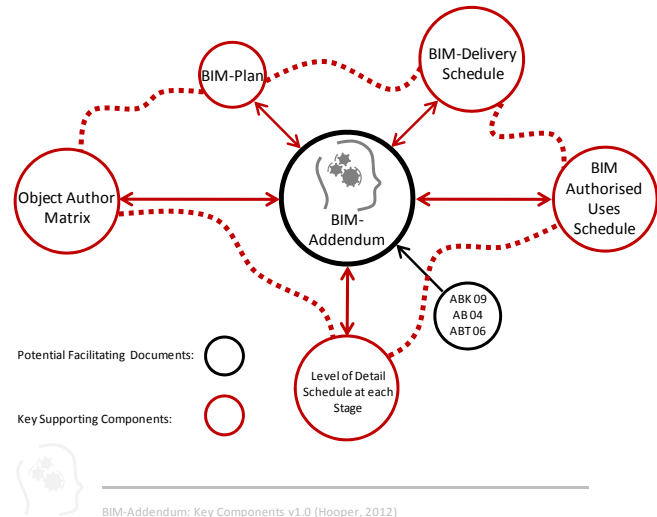 BIM-Plan
BIM-Delivery
Schedule
Object Author
Matrix
BIM-
Addendum
BIM
Authorised
Uses
Schedule
ABK 09
AB 04
ABT 06
Potential Facilitating Documents:
Level of Detail
Schedule at each
Stage
Key Supporting Components:
BIM-Addendum: Key Components v1.0 (Hooper, 2012)